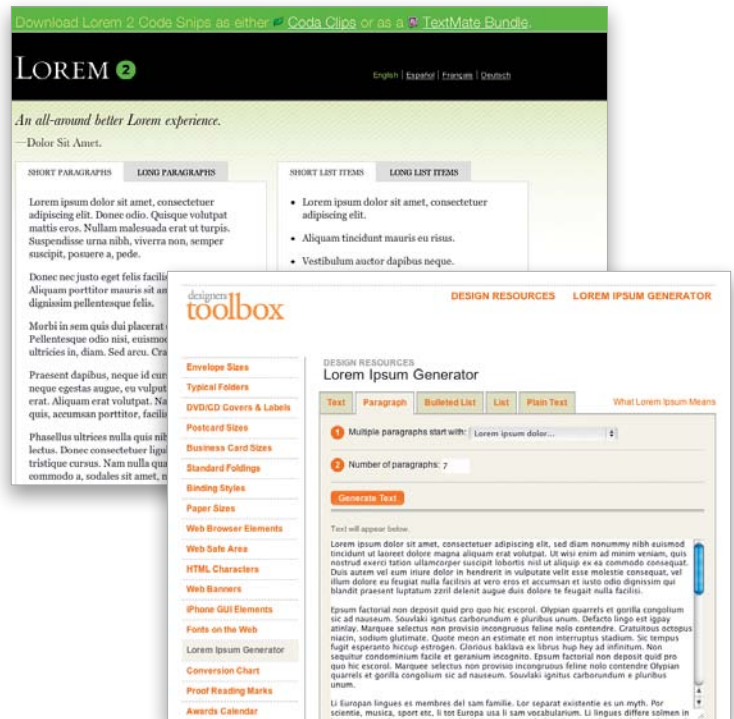 Download Lorem 2 Code Snips as either Coda Clips or as a TextMate Bundle.
LOREM 2
English | Español | Français | Deutsch
An all-around better Lorem experience.
—Dolor Sit Amet.
SHORT PARAGRAPHS LONG PARAGRAPHS
Lorem ipsum dolor sit amet, consectetuer
adipiscing elit. Donec odio. Quisque volutpat
mattis eros. Nullam malesuada erat ut turpis.
Suspendisse urna nibh, viverra non, semper
suscipit, posuere a, pede.
Donec nec justo eget felis facilis
Aliquam porttitor mauris sit am
dignissim pellentesque felis.
Morbi in sem quis dui placerat
Pellentesque odio nisi, euismod
ultricies in, diam. Sed arcu. Cra
Praesent dapibus, neque id cur
neque egestas augue, eu vulput
erat. Aliquam erat volutpat. Na
quis, accumsan porttitor, facilis
Phasellus ultrices nulla quis nib
lectus. Donec consectetuer ligul
tristique cursus. Nam nulla qua
commodo a, sodales sit amet, n
SHORT LIST ITEMS LONG LIST ITEMS
• Lorem ipsum dolor sit amet, consectetuer
adipiscing elit.
• Aliquam tincidunt mauris eu risus.
• Vestibulum auctor dapibus neque.
designers
toolbox
DESIGN RESOURCES LOREM IPSUM GENERATOR
Envelope Sizes
Typical Folders
DVD/CD Covers & Labels
Postcard Sizes
Business Card Sizes
Standard Foldings
Binding Styles
Paper Sizes
Web Browser Elements
Web Safe Area
HTML Characters
Web Banners
iPhone GUI Elements
Fonts on the Web
Lorem Ipsum Generator
Conversion Chart
Proof Reading Marks
Awards Calendar
DESIGN RESOURCES
Lorem Ipsum Generator
Text Paragraph Bulleted List List Plain Text What Lorem Ipsum Means
1 Multiple paragraphs start with: Lorem ipsum dolor...
2 Number of paragraphs: 7
Generate Text
Text will appear below.
Lorem ipsum dolor sit amet, consectetuer adipiscing elit, sed diam nonummy nibh euismod
tincidunt ut laoreet dolore magna aliquam erat volutpat. Ut wisi enim ad minim veniam, quis
nostrud exerci tation ullamcorper suscipit lobortis nisl ut aliquip ex ea commodo consequat.
Duis autem vel eum iriure dolor in hendrerit in vulputate velit esse molestie consequat, vel
illum dolore eu feugiat nulla facilisis at vero eros et accumsan et iusto odio dignissim qui
blandit praesent luptatum zzril delenit augue duis dolore te feugait nulla facilisi.
Epsum factorial non deposit quid pro quo hic escorol. Olypian quarrels et gorilla congolium
sic ad nauseum. Souvlaki ignitus carborundum e pluribus unum. Defacto lingo est igpay
atinlay. Marquee selectus non provisio incongruous feline nolo contendre. Gratuitous octopus
niacin, sodium glutimate. Quote meon an estimate et non interruptus stadium. Sic tempus
fugit esperanto hiccup estrogen. Glorious baklava ex librus hup hey ad infinitum. Non
sequitur condominium facile et geranium incognito. Epsum factorial non deposit quid pro
quo hic escorol. Marquee selectus non provisio incongruous feline nolo contendre Olypian
quarrels et gorilla congolium sic ad nauseum. Souvlaki ignitus carborundum e pluribus
unum.
Li Europan lingues es membres del sam familie. Lor separat existentie es un myth. Por
scientie, musica, sport etc, li tot Europa usa li sam vocabularium. Li lingues differe solmen in